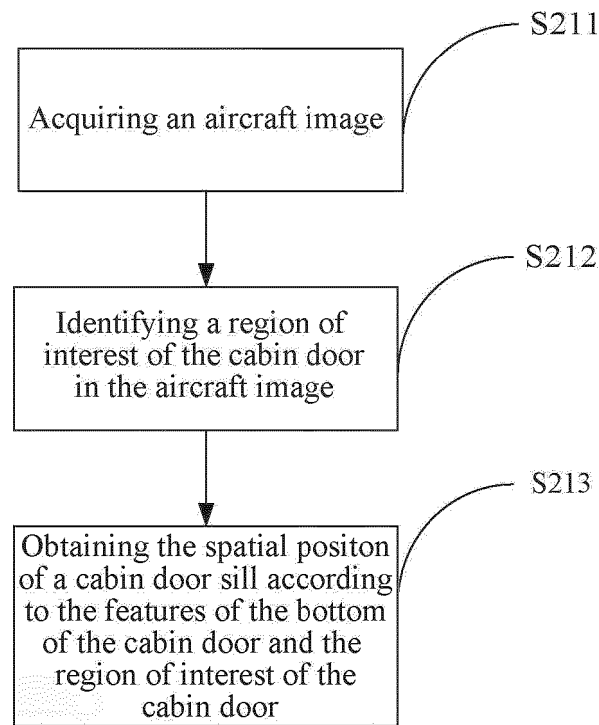 S211
Acquiring an aircraft image
S212
Identifying a region of
interest of the cabin door
in the aircraft image
S213
Obtaining the spatial positon
of a cabin door sill according
to the features of the bottom
of the cabin door and the
region of interest of the
cabin door